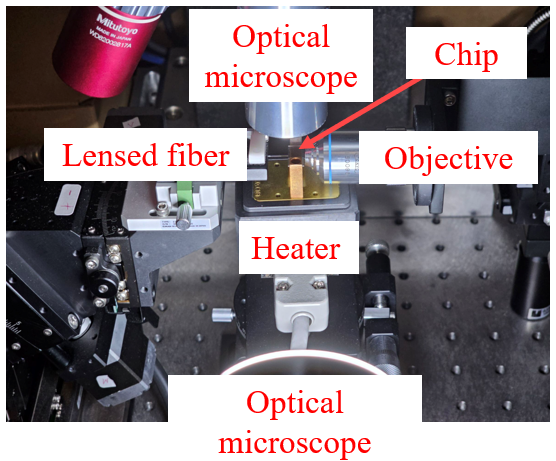 Mitutoyo
MADE IN JAPAN
Optical
microscope
Chip
Lensed fiber
Objective
Heater
Optical
microscope